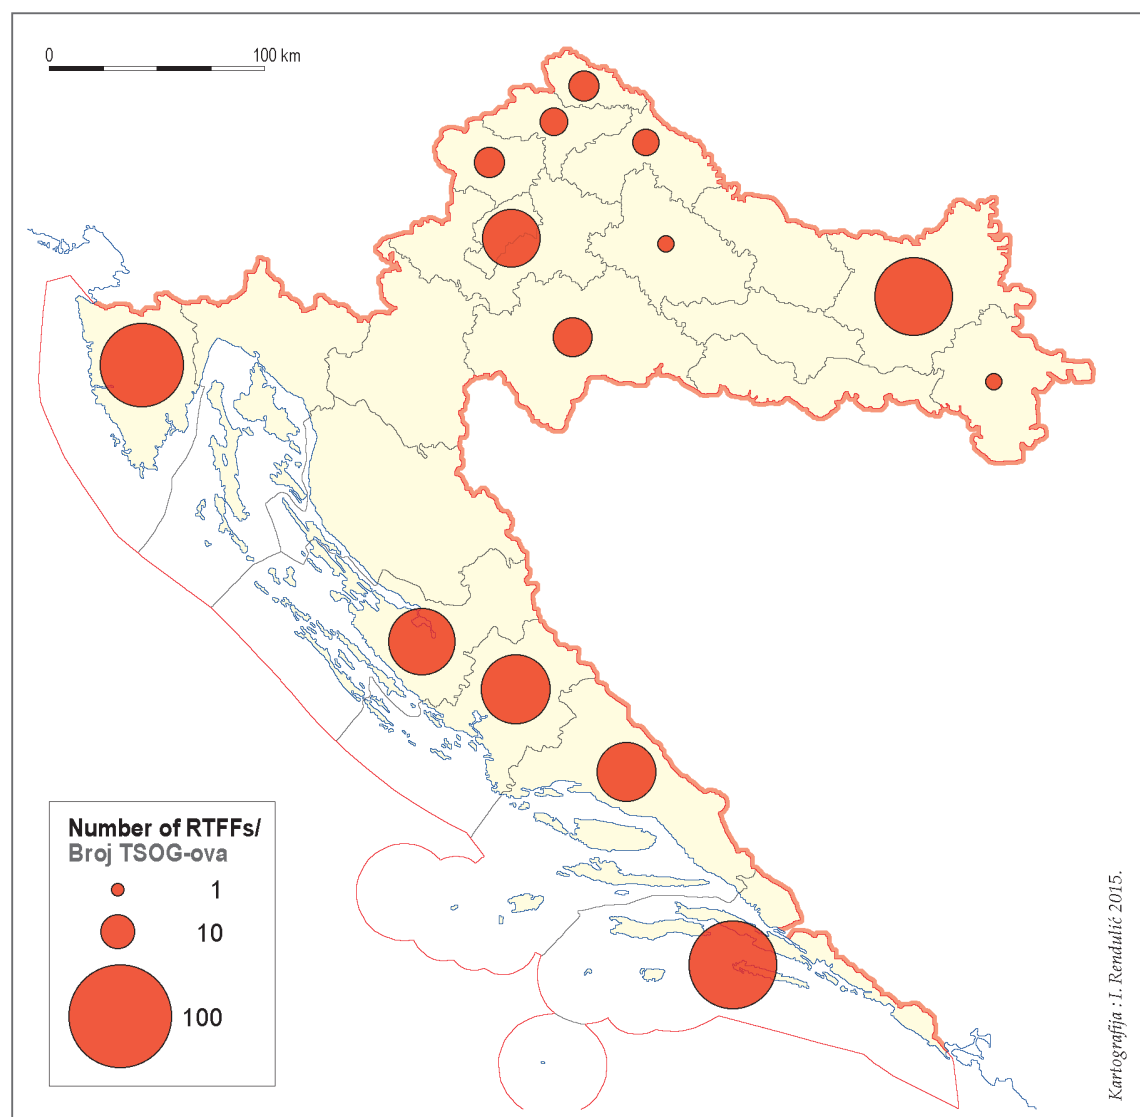 0 100 km
Number of RTFFs/
Broj TSOG-ova
1
10
100
Kartografija : I. Rendulić 2015.